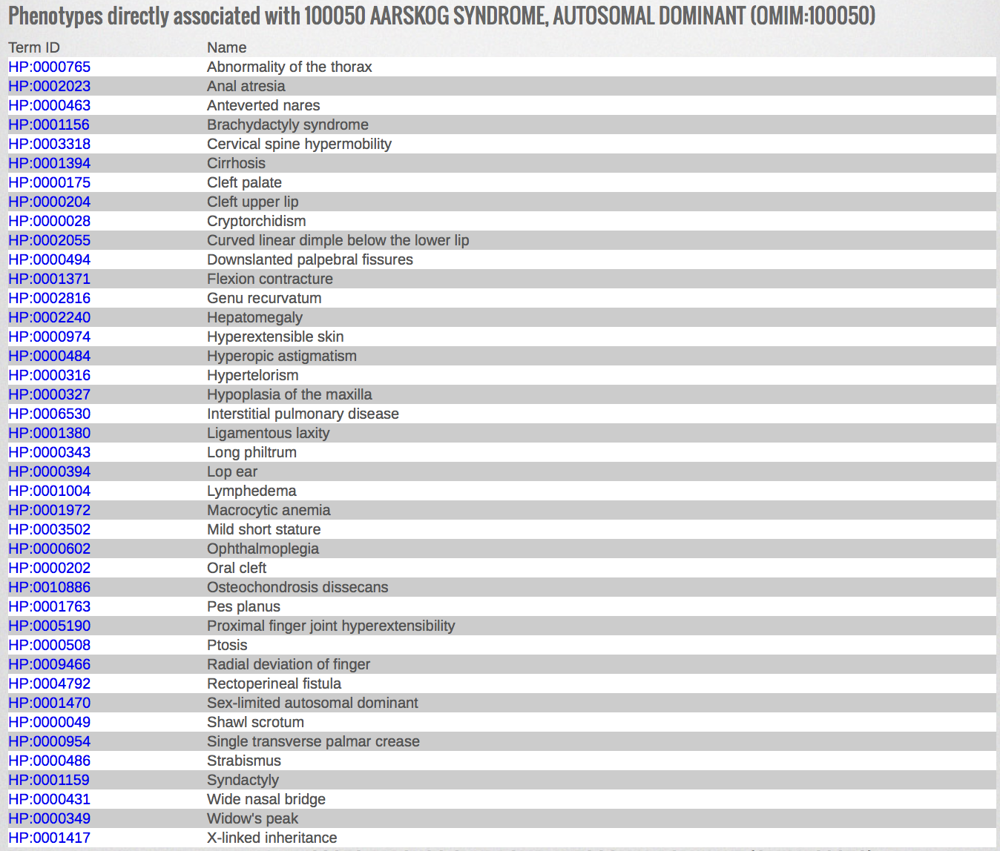 Phenotypes directly associated with 100050 AARSKOG SYNDROME, AUTOSOMAL DOMINANT (OMIM:100050)
Term ID Name
HP:0000765 Abnormality of the thorax
HP:0002023 Anal atresia
HP:0000463 Anteverted nares
HP:0001156 Brachydactyly syndrome
HP:0003318 Cervical spine hypermobility
HP:0001394 Cirrhosis
HP:0000175 Cleft palate
HP:0000204 Cleft upper lip
HP:0000028 Cryptorchidism
HP:0002055 Curved linear dimple below the lower lip
HP:0000494 Downslanted palpebral fissures
HP:0001371 Flexion contracture
HP:0002816 Genu recurvatum
HP:0002240 Hepatomegaly
HP:0000974 Hyperextensible skin
HP:0000484 Hyperopic astigmatism
HP:0000316 Hypertelorism
HP:0000327 Hypoplasia of the maxilla
HP:0006530 Interstitial pulmonary disease
HP:0001380 Ligamentous laxity
HP:0000343 Long philtrum
HP:0000394 Lop ear
HP:0001004 Lymphedema
HP:0001972 Macrocytic anemia
HP:0003502 Mild short stature
HP:0000602 Ophthalmoplegia
HP:0000202 Oral cleft
HP:0010886 Osteochondrosis dissecans
HP:0001763 Pes planus
HP:0005190 Proximal finger joint hyperextensibility
HP:0000508 Ptosis
HP:0009466 Radial deviation of finger
HP:0004792 Rectoperineal fistula
HP:0001470 Sex-limited autosomal dominant
HP:0000049 Shawl scrotum
HP:0000954 Single transverse palmar crease
HP:0000486 Strabismus
HP:0001159 Syndactyly
HP:0000431 Wide nasal bridge
HP:0000349 Widow's peak
HP:0001417 X-linked inheritance